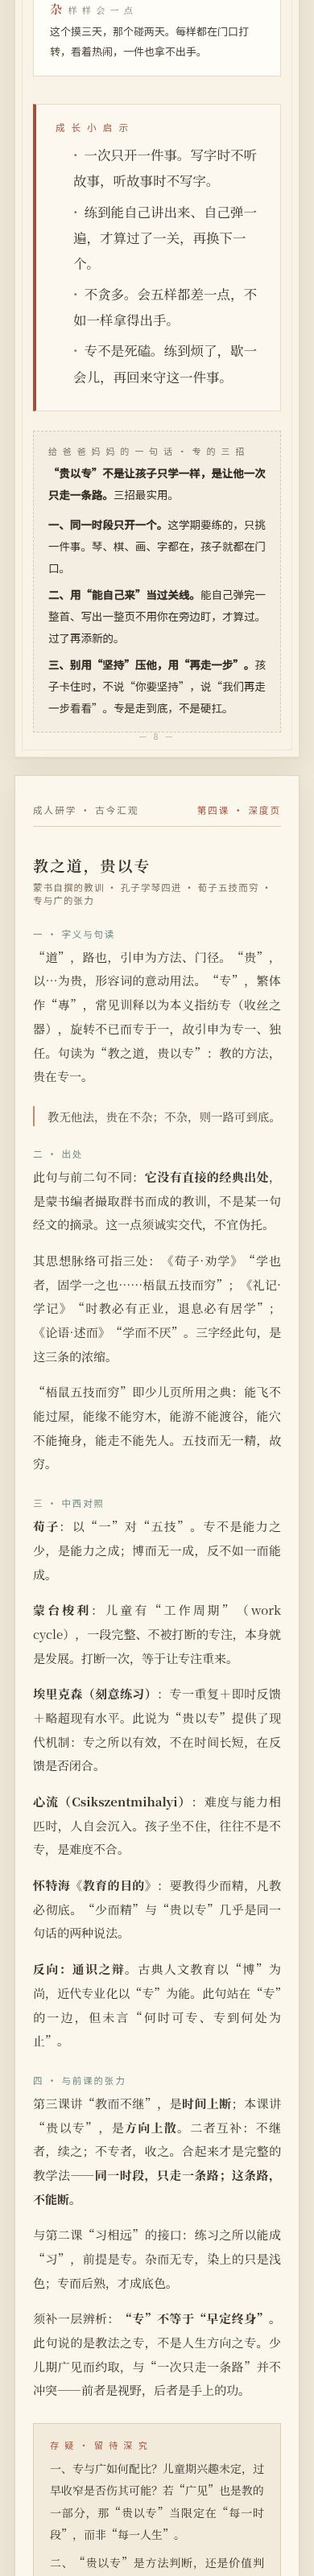 杂 样样会一点
这个摸三天，那个碰两天。每样都在门口打
转，看着热闹，一件也拿不出手。
成长小启示
· 一次只开一件事。写字时不听
故事，听故事时不写字。
· 练到能自己讲出来、自己弹一
遍，才算过了一关，再换下一
个。
· 不贪多。会五样都差一点，不
如一样拿得出手。
· 专不是死磕。练到烦了，歇一
会儿，再回来守这一件事。
给爸爸妈妈的一句话 · 专的三招
“贵以专”不是让孩子只学一样，是让他一次
只走一条路。三招最实用。
一、同一时段只开一个。这学期要练的，只挑
一件事。琴、棋、画、字都在，孩子就都在门
口。
二、用“能自己来”当过关线。能自己弹完一
整首、写出一整页不用你在旁边盯，才算过。
过了再添新的。
三、别用“坚持”压他，用“再走一步”。孩
子卡住时，不说“你要坚持”，说“我们再走
一步看看”。专是走到底，不是硬扛。
— 8 —
成人研学 · 古今汇观 第四课 · 深度页
教之道，贵以专
蒙书自撰的教训 · 孔子学琴四进 · 荀子五技而穷 ·
专与广的张力
一 · 字义与句读
“道”，路也，引申为方法、门径。“贵”，
以…为贵，形容词的意动用法。“专”，繁体
作“專”，常见训释以为本义指纺专（收丝之
器），旋转不已而专于一，故引申为专一、独
任。句读为“教之道，贵以专”：教的方法，
贵在专一。
教无他法，贵在不杂；不杂，则一路可到底。
二 · 出处
此句与前二句不同：它没有直接的经典出处，
是蒙书编者撮取群书而成的教训，不是某一句
经文的摘录。这一点须诚实交代，不宜伪托。
其思想脉络可指三处：《荀子·劝学》“学也
者，固学一之也……梧鼠五技而穷”；《礼记·
学记》“时教必有正业，退息必有居学”；
《论语·述而》“学而不厌”。三字经此句，是
这三条的浓缩。
“梧鼠五技而穷”即少儿页所用之典：能飞不
能过屋，能缘不能穷木，能游不能渡谷，能穴
不能掩身，能走不能先人。五技而无一精，故
穷。
三 · 中西对照
荀子：以“一”对“五技”。专不是能力之
少，是能力之成；博而无一成，反不如一而能
成。
蒙台梭利：儿童有“工作周期”（work
cycle），一段完整、不被打断的专注，本身就
是发展。打断一次，等于让专注重来。
埃里克森（刻意练习）：专一重复＋即时反馈
＋略超现有水平。此说为“贵以专”提供了现
代机制：专之所以有效，不在时间长短，在反
馈是否闭合。
心流（Csikszentmihalyi）：难度与能力相
匹时，人自会沉入。孩子坐不住，往往不是不
专，是难度不合。
怀特海《教育的目的》：要教得少而精，凡教
必彻底。“少而精”与“贵以专”几乎是同一
句话的两种说法。
反向：通识之辩。古典人文教育以“博”为
尚，近代专业化以“专”为能。此句站在“专”
的一边，但未言“何时可专、专到何处为
止”。
四 · 与前课的张力
第三课讲“教而不继”，是时间上断；本课讲
“贵以专”，是方向上散。二者互补：不继
者，续之；不专者，收之。合起来才是完整的
教学法——同一时段，只走一条路；这条路，
不能断。
与第二课“习相远”的接口：练习之所以能成
“习”，前提是专。杂而无专，染上的只是浅
色；专而后熟，才成底色。
须补一层辨析：“专”不等于“早定终身”。
此句说的是教法之专，不是人生方向之专。少
儿期广见而约取，与“一次只走一条路”并不
冲突——前者是视野，后者是手上的功。
存疑 · 留待深究
一、专与广如何配比？儿童期兴趣未定，过
早收窄是否伤其可能？若“广见”也是教的
一部分，那“贵以专”当限定在“每一时
段”，而非“每一人生”。
二、“贵以专”是方法判断，还是价值判